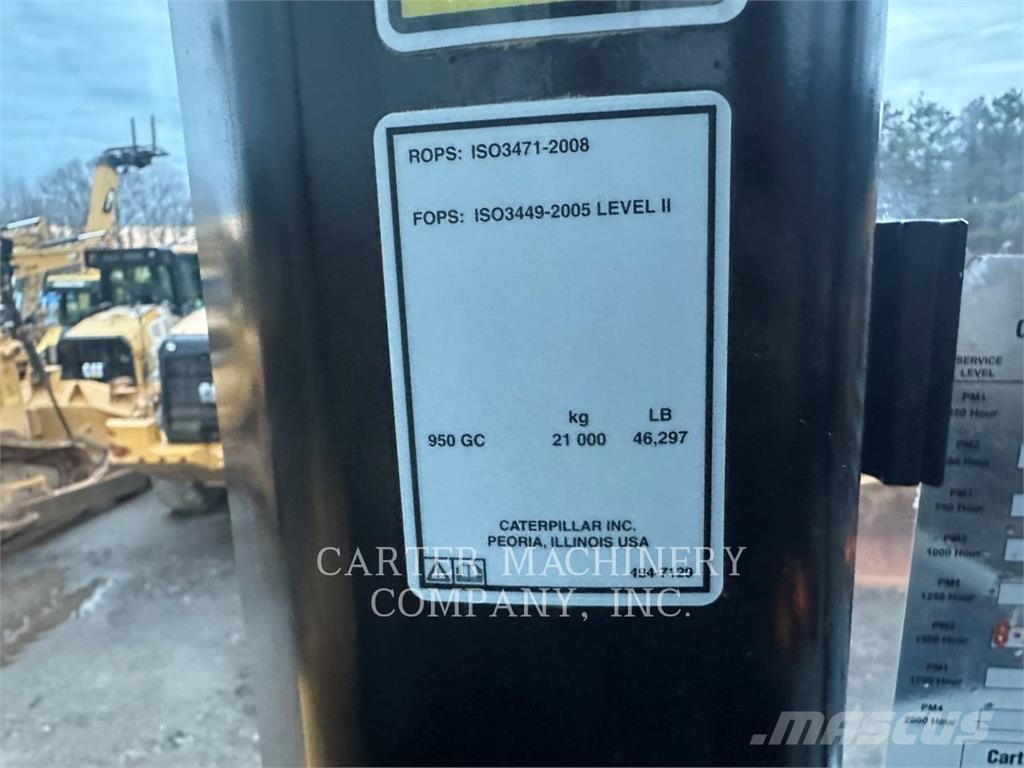 ROPS: ISO3471-2008
FOPS: ISO3449-2005 LEVEL II
kg LB
950 GC 21 000 46,297
CATERPILLAR INC.
PEORIA, ILLINOIS USA
484-7129
CARTER MACHINERY
COMPANY, INC.
CAT
SERVICE
LEVEL
PM1
PM2
PM1
PM3
1000 Hour
PM1
1250 Hour
PM2
PM1
PM4
2000 Hour
Cart
MASCUS